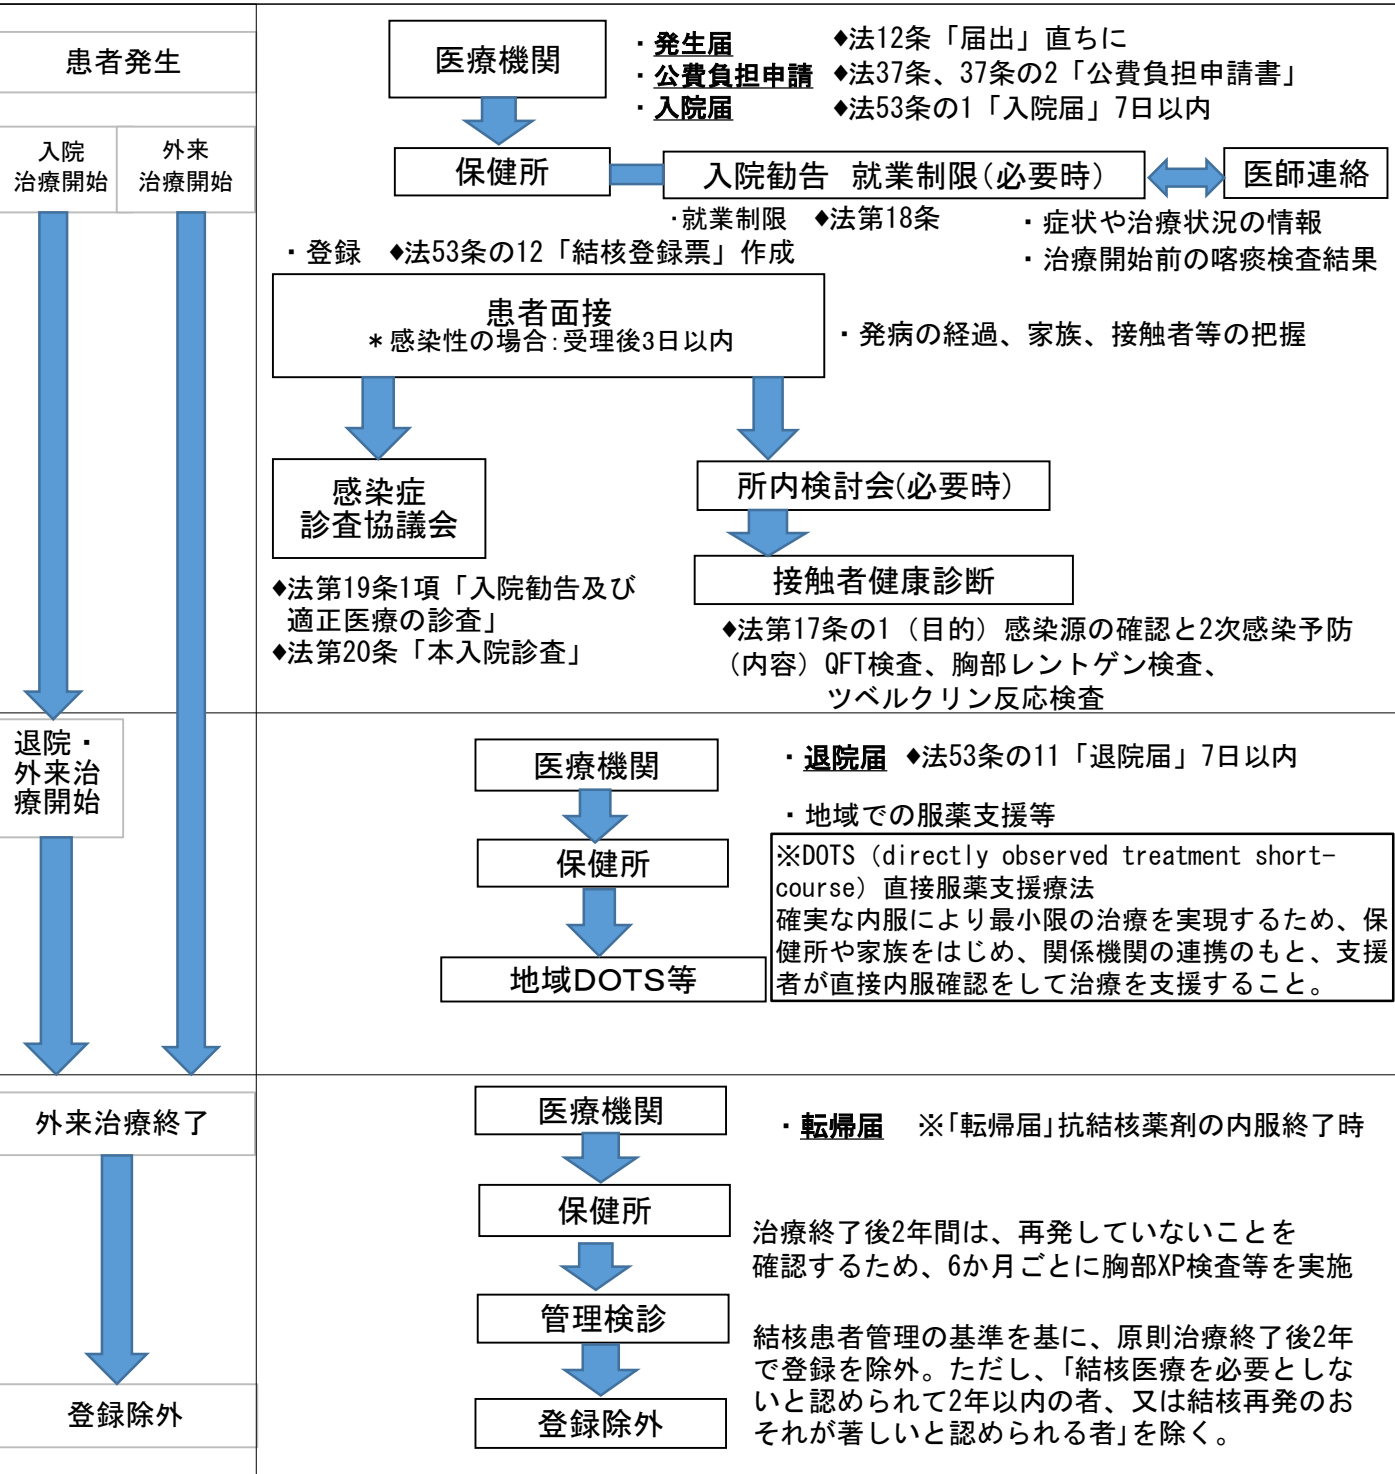 患者発生
医療機関
・発生届 ◆法12条「届出」直ちに
・公費負担申請 ◆法37条、37条の2「公費負担申請書」
・入院届 ◆法53条の1「入院届」7日以内
入院
治療開始
外来
治療開始
保健所
入院勧告 就業制限(必要時)
医師連絡
・就業制限 ◆法第18条
・症状や治療状況の情報
・治療開始前の喀痰検査結果
・登録 ◆法53条の12「結核登録票」作成
患者面接
＊感染性の場合：受理後3日以内
・発病の経過、家族、接触者等の把握
感染症
診査協議会
所内検討会(必要時)
◆法第19条1項「入院勧告及び
適正医療の診査」
◆法第20条「本入院診査」
接触者健康診断
◆法第17条の1（目的）感染源の確認と2次感染予防
（内容）QFT検査、胸部レントゲン検査、
ツベルクリン反応検査
退院・
外来治
療開始
医療機関
・退院届 ◆法53条の11「退院届」7日以内
・地域での服薬支援等
保健所
※DOTS（directly observed treatment short-
course）直接服薬支援療法
確実な内服により最小限の治療を実現するため、保
健所や家族をはじめ、関係機関の連携のもと、支援
者が直接内服確認をして治療を支援すること。
地域DOTS等
外来治療終了
医療機関
・転帰届 ※「転帰届」抗結核薬剤の内服終了時
保健所
治療終了後2年間は、再発していないことを
確認するため、6か月ごとに胸部XP検査等を実施
管理検診
結核患者管理の基準を基に、原則治療終了後2年
で登録を除外。ただし、「結核医療を必要としな
いと認められて2年以内の者、又は結核再発のお
それが著しいと認められる者」を除く。
登録除外
登録除外